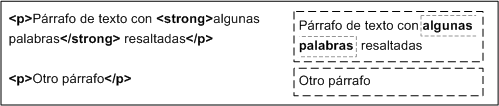 <p>Párrafo de texto con <strong>algunas
palabras</strong> resaltadas</p>
<p>Otro párrafo</p>
Párrafo de texto con algunas
palabras resaltadas
Otro párrafo